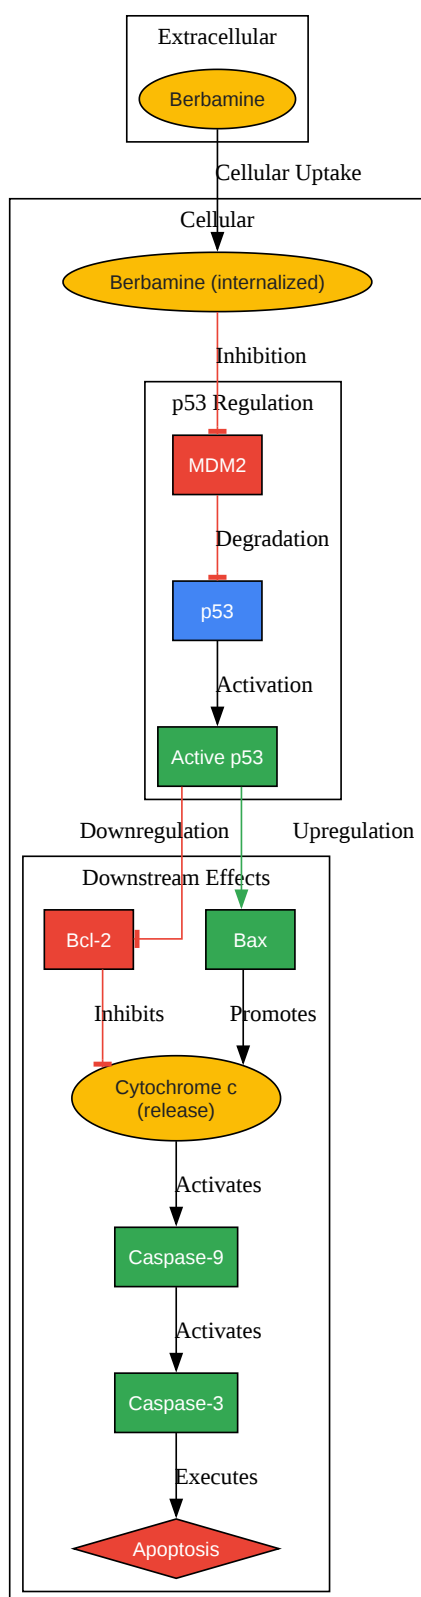 Extracellular
Berbamine
Cellular Uptake
Cellular
Berbamine (internalized)
Inhibition
p53 Regulation
MDM2
Degradation
p53
Activation
Active p53
Downregulation
Upregulation
Downstream Effects
Bcl-2
Bax
Inhibits
Promotes
Cytochrome c
(release)
Activates
Caspase-9
Activates
Caspase-3
Executes
Apoptosis